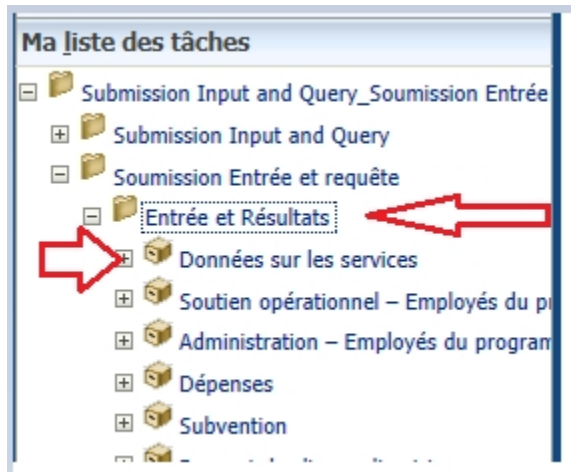 Ma liste des tâches
Submission Input and Query_Soumission Entrée
Submission Input and Query
Soumission Entrée et requête
Entrée et Résultats
Données sur les services
Soutien opérationnel – Employés du
Administration – Employés du program
Dépenses
Subvention